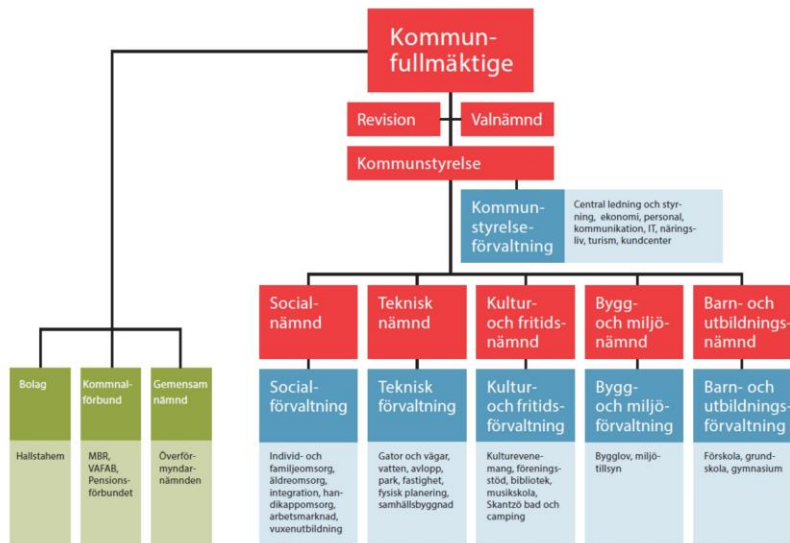 Kommun-
fullmäktige
Revision
Valnämnd
Kommunstyrelse
Kommun-
styrelse-
förvaltning
Central ledning och styr-
ning, ekonomi, personal,
kommunikation, IT, närings-
liv, turism, kundcenter
Social-
nämnd
Teknisk
nämnd
Kultur-
och fritids-
nämnd
Bygg-
och miljö-
nämnd
Barn- och
utbildnings-
nämnd
Bolag
Kommnal-
förbund
Gemensam
nämnd
Social-
förvaltning
Teknisk
förvaltning
Kultur-
och fritids-
förvaltning
Bygg-
och miljö-
förvaltning
Barn- och
utbildnings-
förvaltning
Hallstahem
MBR,
VAFAB,
Pensions-
förbundet
Överför-
myndar-
nämnden
Individ- och
familjeomsorg,
äldreomsorg,
integration, han-
dikappomsorg,
arbetsmarknad,
vuxenutbildning
Gator och vägar,
vatten, avlopp,
park, fastighet,
fysisk planering,
samhällsbyggnad
Kulturevene-
mang, förenings-
stöd, bibliotek,
musikskola,
Skantzö bad och
camping
Bygglov, miljö-
tillsyn
Förskola, grund-
skola, gymnasium